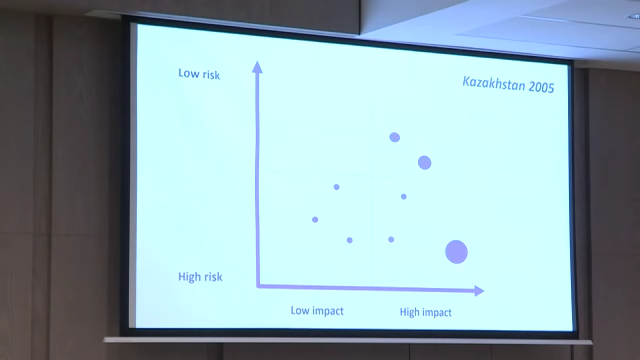 Low risk
Kazakhstan 2005
High risk
Low impact
High impact